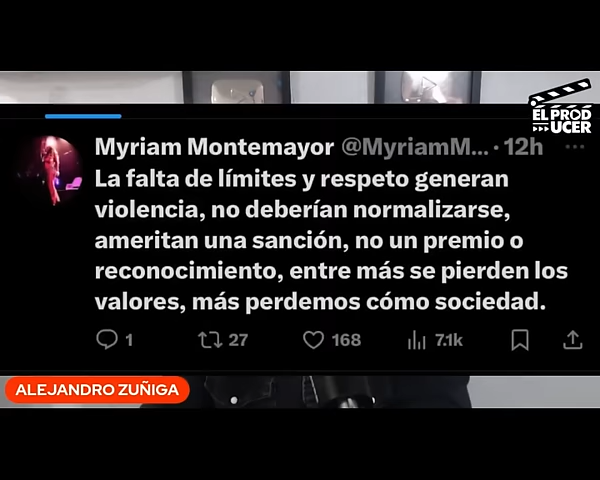 EL PROD
UCER
Myriam Montemayor @MyriamM... · 12h
La falta de límites y respeto generan
violencia, no deberían normalizarse,
ameritan una sanción, no un premio o
reconocimiento, entre más se pierden los
valores, más perdemos cómo sociedad.
1 27 168 7.1k
ALEJANDRO ZUÑIGA